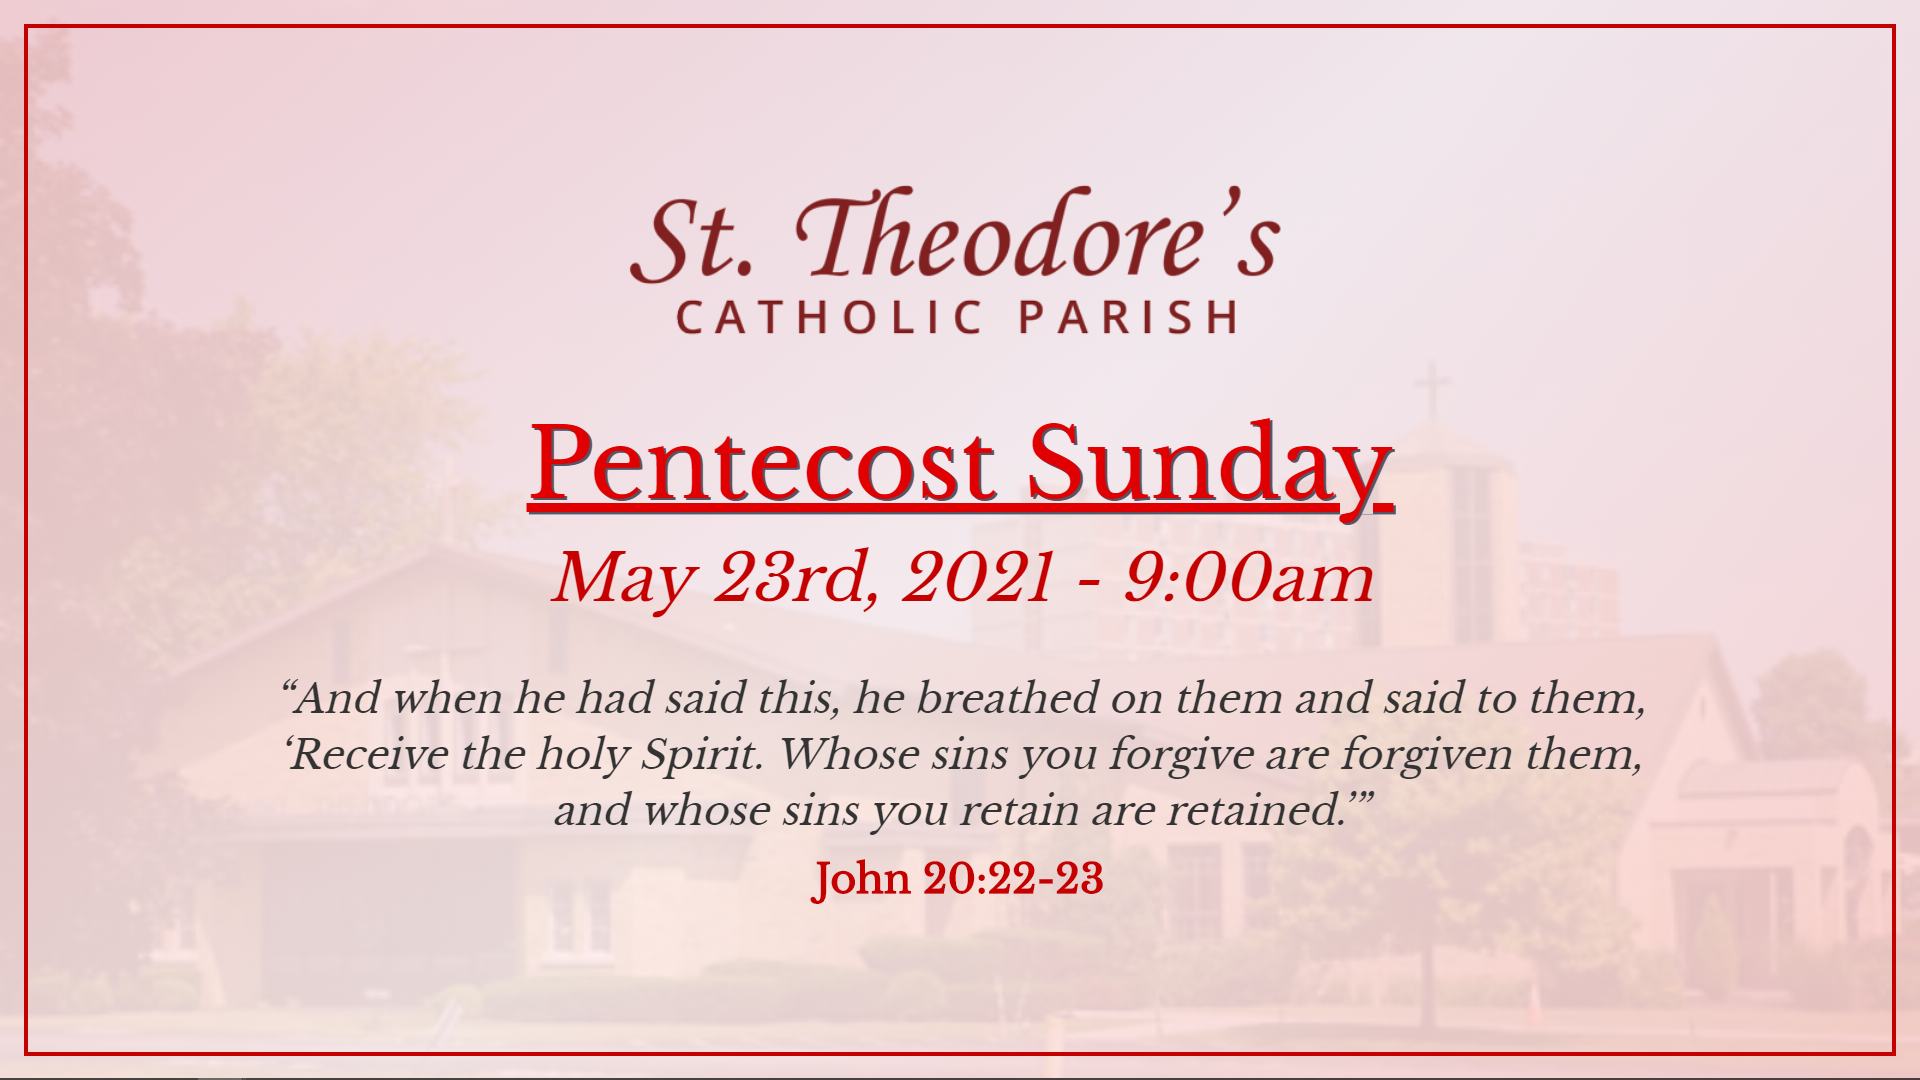 St. Theodore’s
CATHOLIC PARISH
Pentecost Sunday
May 23rd, 2021 - 9:00am
“And when he had said this, he breathed on them and said to them,
‘Receive the holy Spirit. Whose sins you forgive are forgiven them,
and whose sins you retain are retained.’”
John 20:22-23